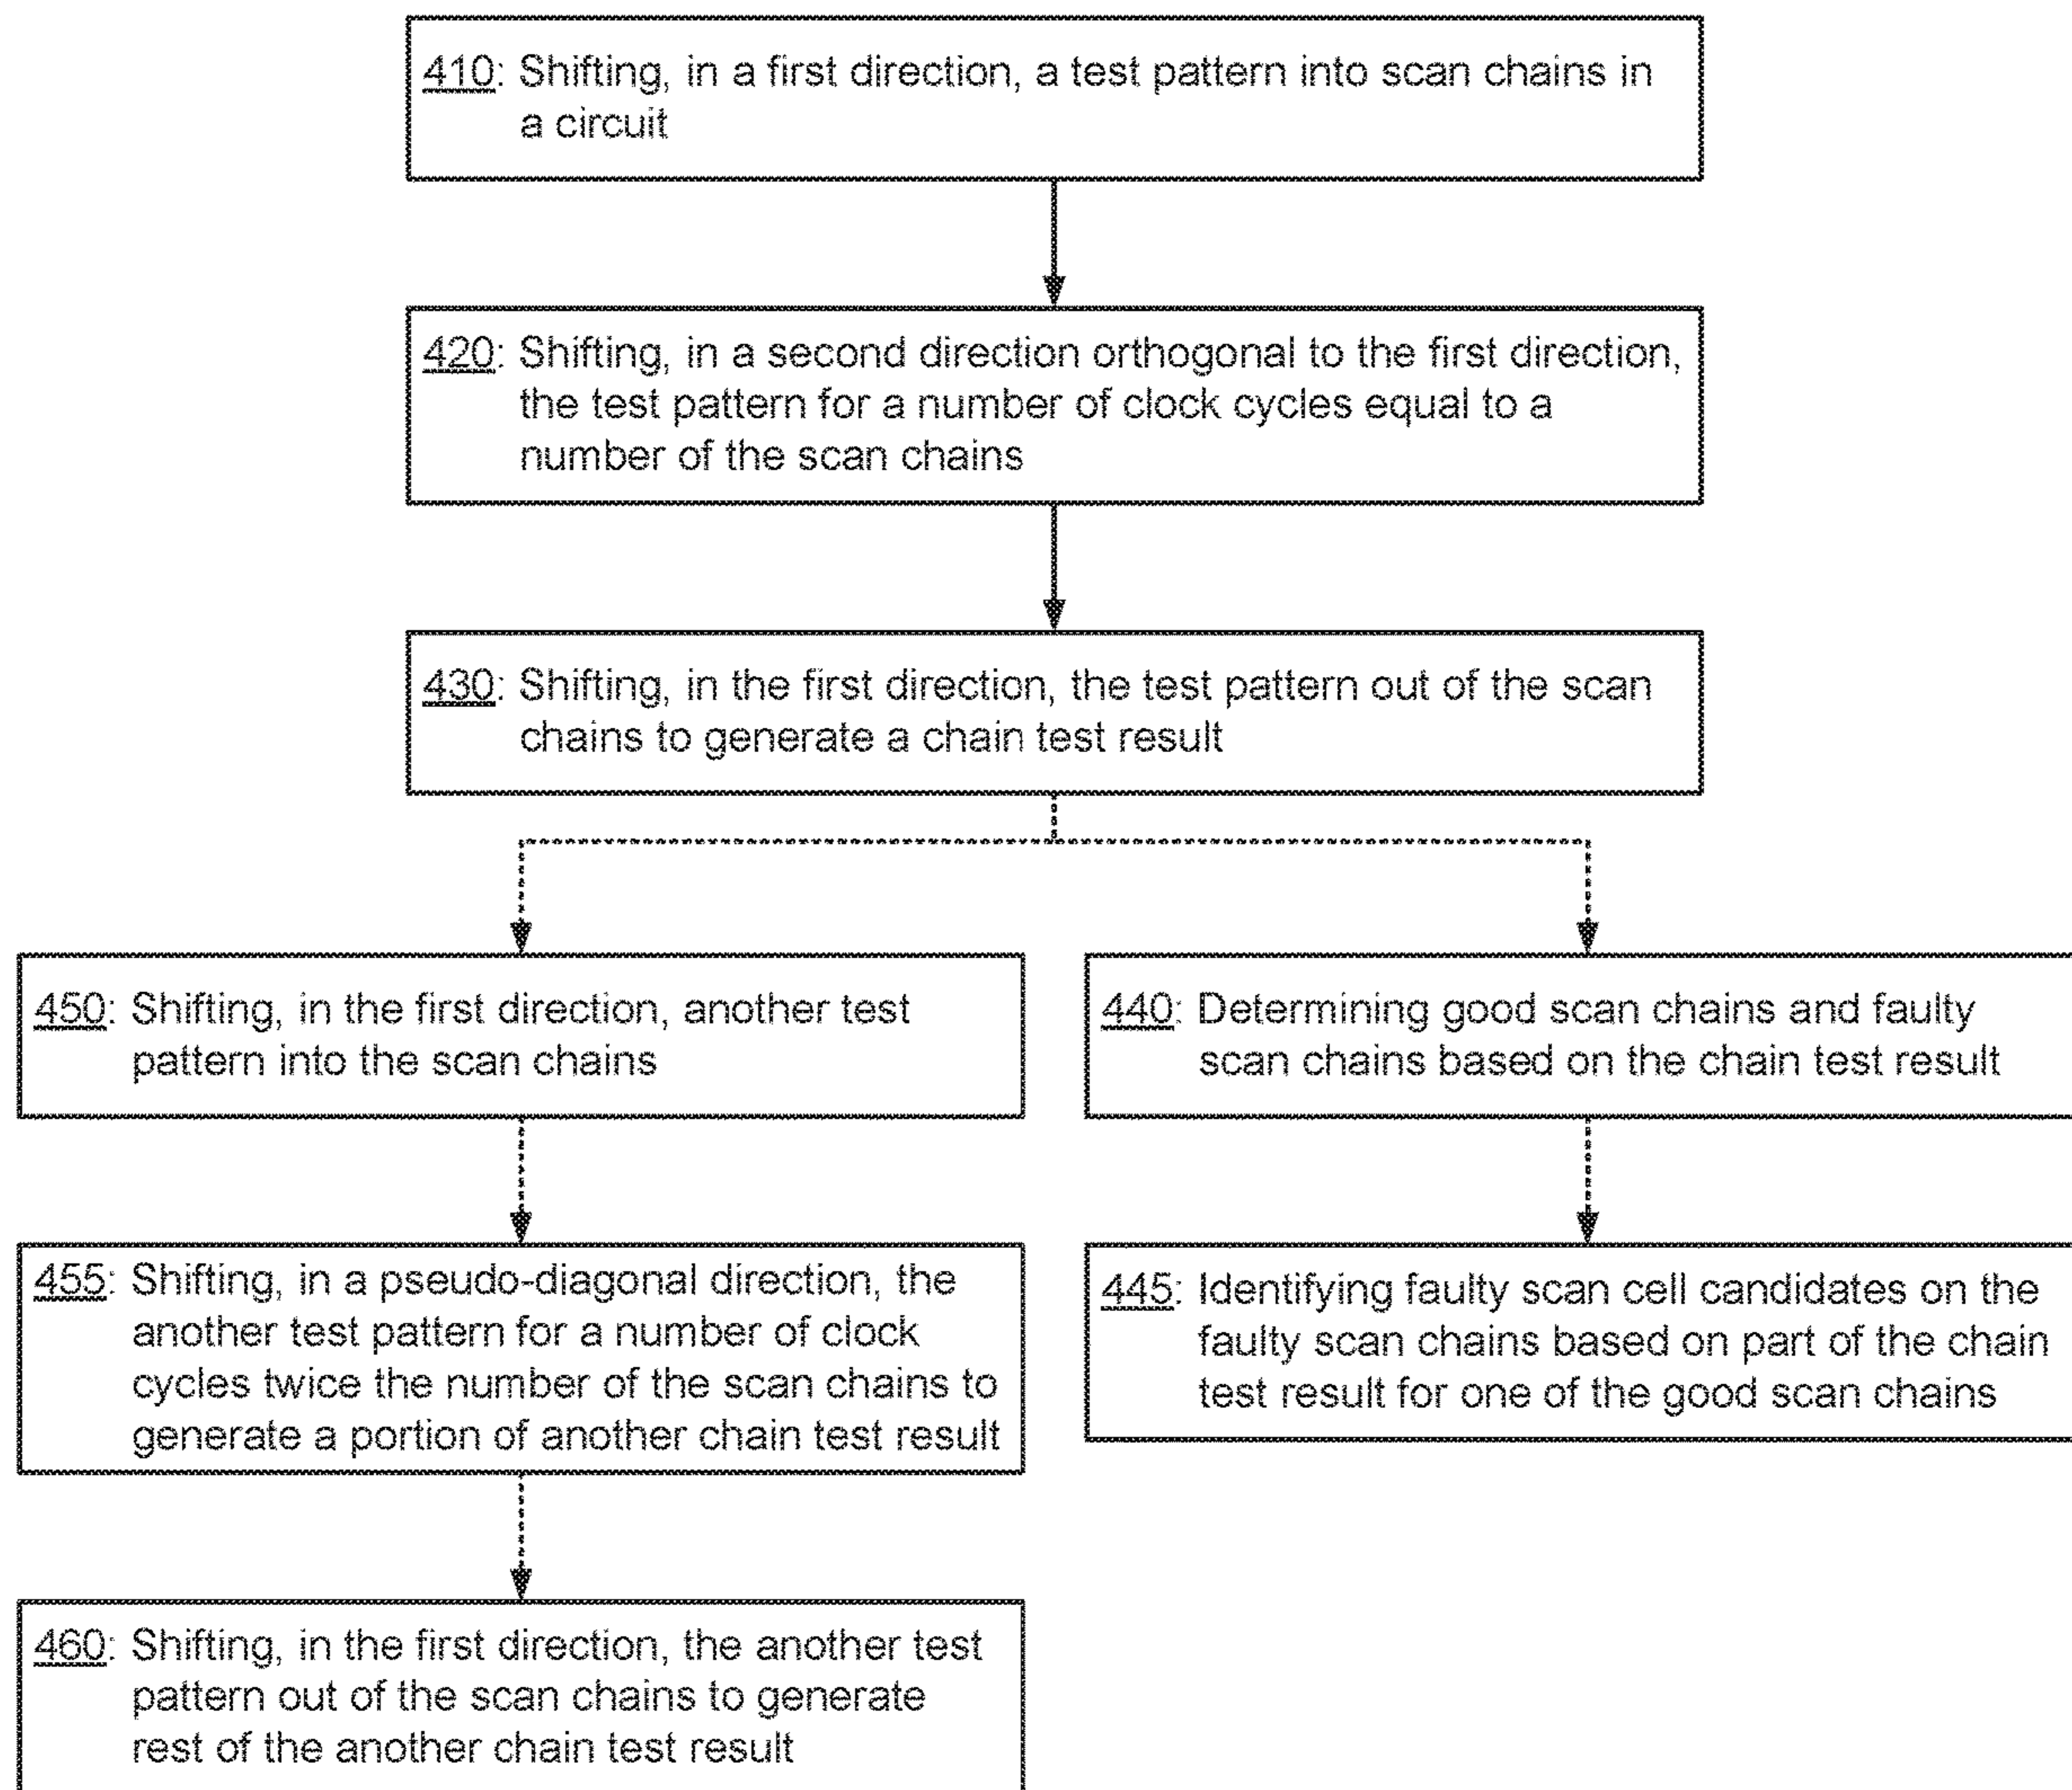 410: Shifting, in a first direction, a test pattern into scan chains in
a circuit
420: Shifting, in a second direction orthogonal to the first direction,
the test pattern for a number of clock cycles equal to a
number of the scan chains
430: Shifting, in the first direction, the test pattern out of the scan
chains to generate a chain test result
450: Shifting, in the first direction, another test
pattern into the scan chains
440: Determining good scan chains and faulty
scan chains based on the chain test result
455: Shifting, in a pseudo-diagonal direction, the
another test pattern for a number of clock
cycles twice the number of the scan chains to
generate a portion of another chain test result
445: Identifying faulty scan cell candidates on the
faulty scan chains based on part of the chain
test result for one of the good scan chains
460: Shifting, in the first direction, the another test
pattern out of the scan chains to generate
rest of the another chain test result